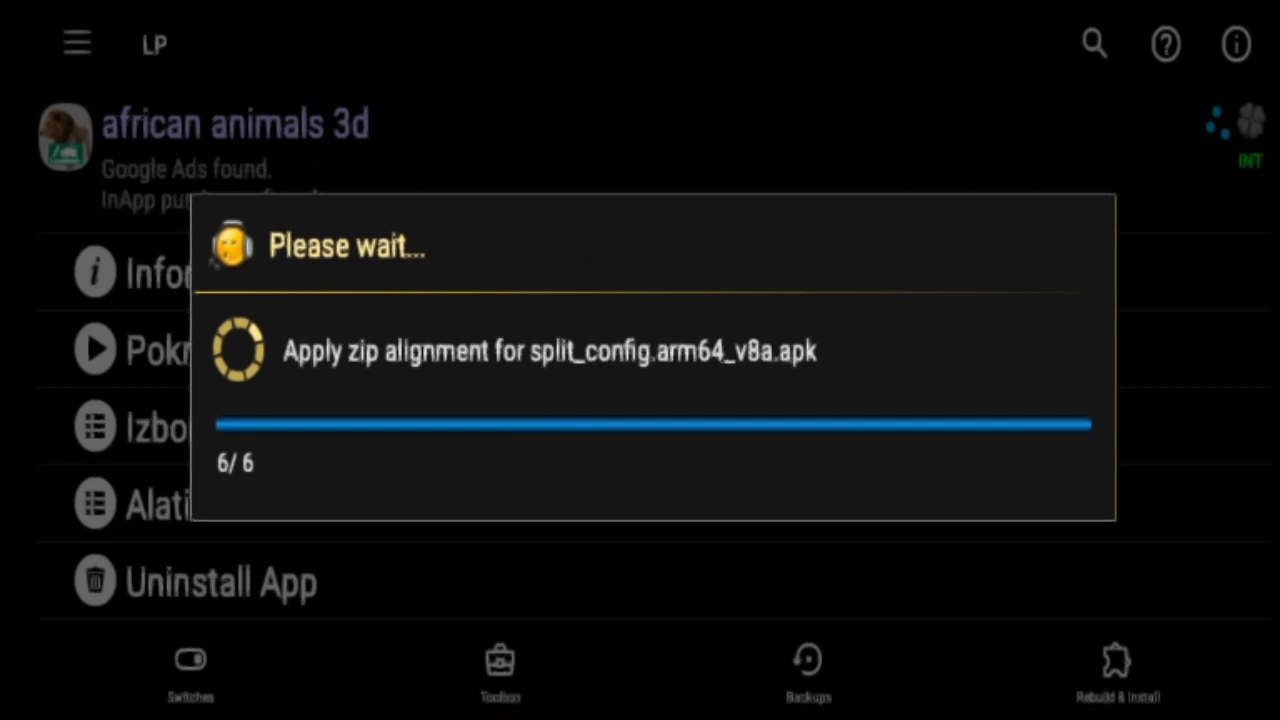 LP
african animals 3d
Google Ads found.
INT
InApp
Please wait...
Infor
Pokr
Apply zip alignment for split_config.arm64_v8a.apk
Izbo
6/ 6
Alati
Uninstall App
Switches
Toolbox
Backups
Rebuild & Install